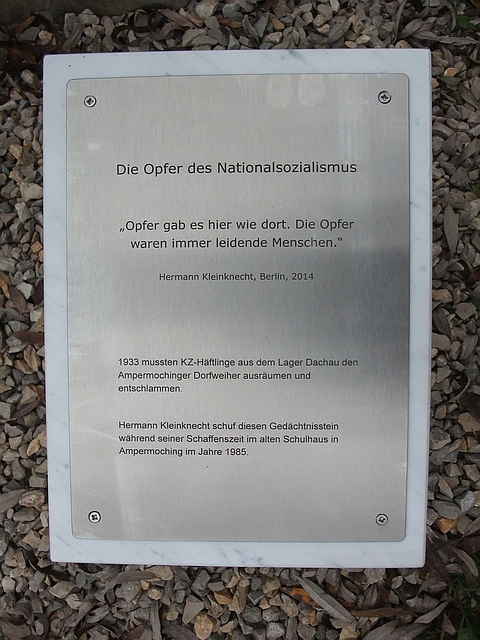 Die Opfer des Nationalsozialismus
„Opfer gab es hier wie dort. Die Opfer
waren immer leidende Menschen.“
Hermann Kleinknecht, Berlin, 2014
1933 mussten KZ-Häftlinge aus dem Lager Dachau den
Ampermochinger Dorfweiher ausräumen und
entschlammen.
Hermann Kleinknecht schuf diesen Gedächtnisstein
während seiner Schaffenszeit im alten Schulhaus in
Ampermoching im Jahre 1985.